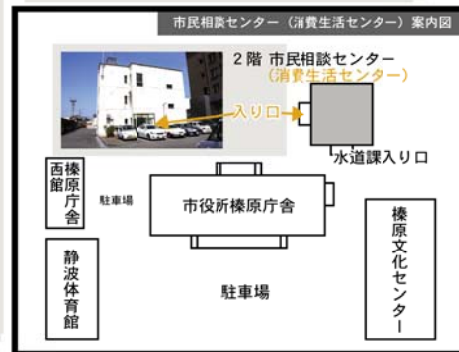 市民相談センター（消費生活センター）案内図
２階 市民相談センター
（消費生活センター）
入り口
水道課入り口
榛原庁舎
西館
駐車場
市役所榛原庁舎
静波体育館
駐車場
榛原文化センター